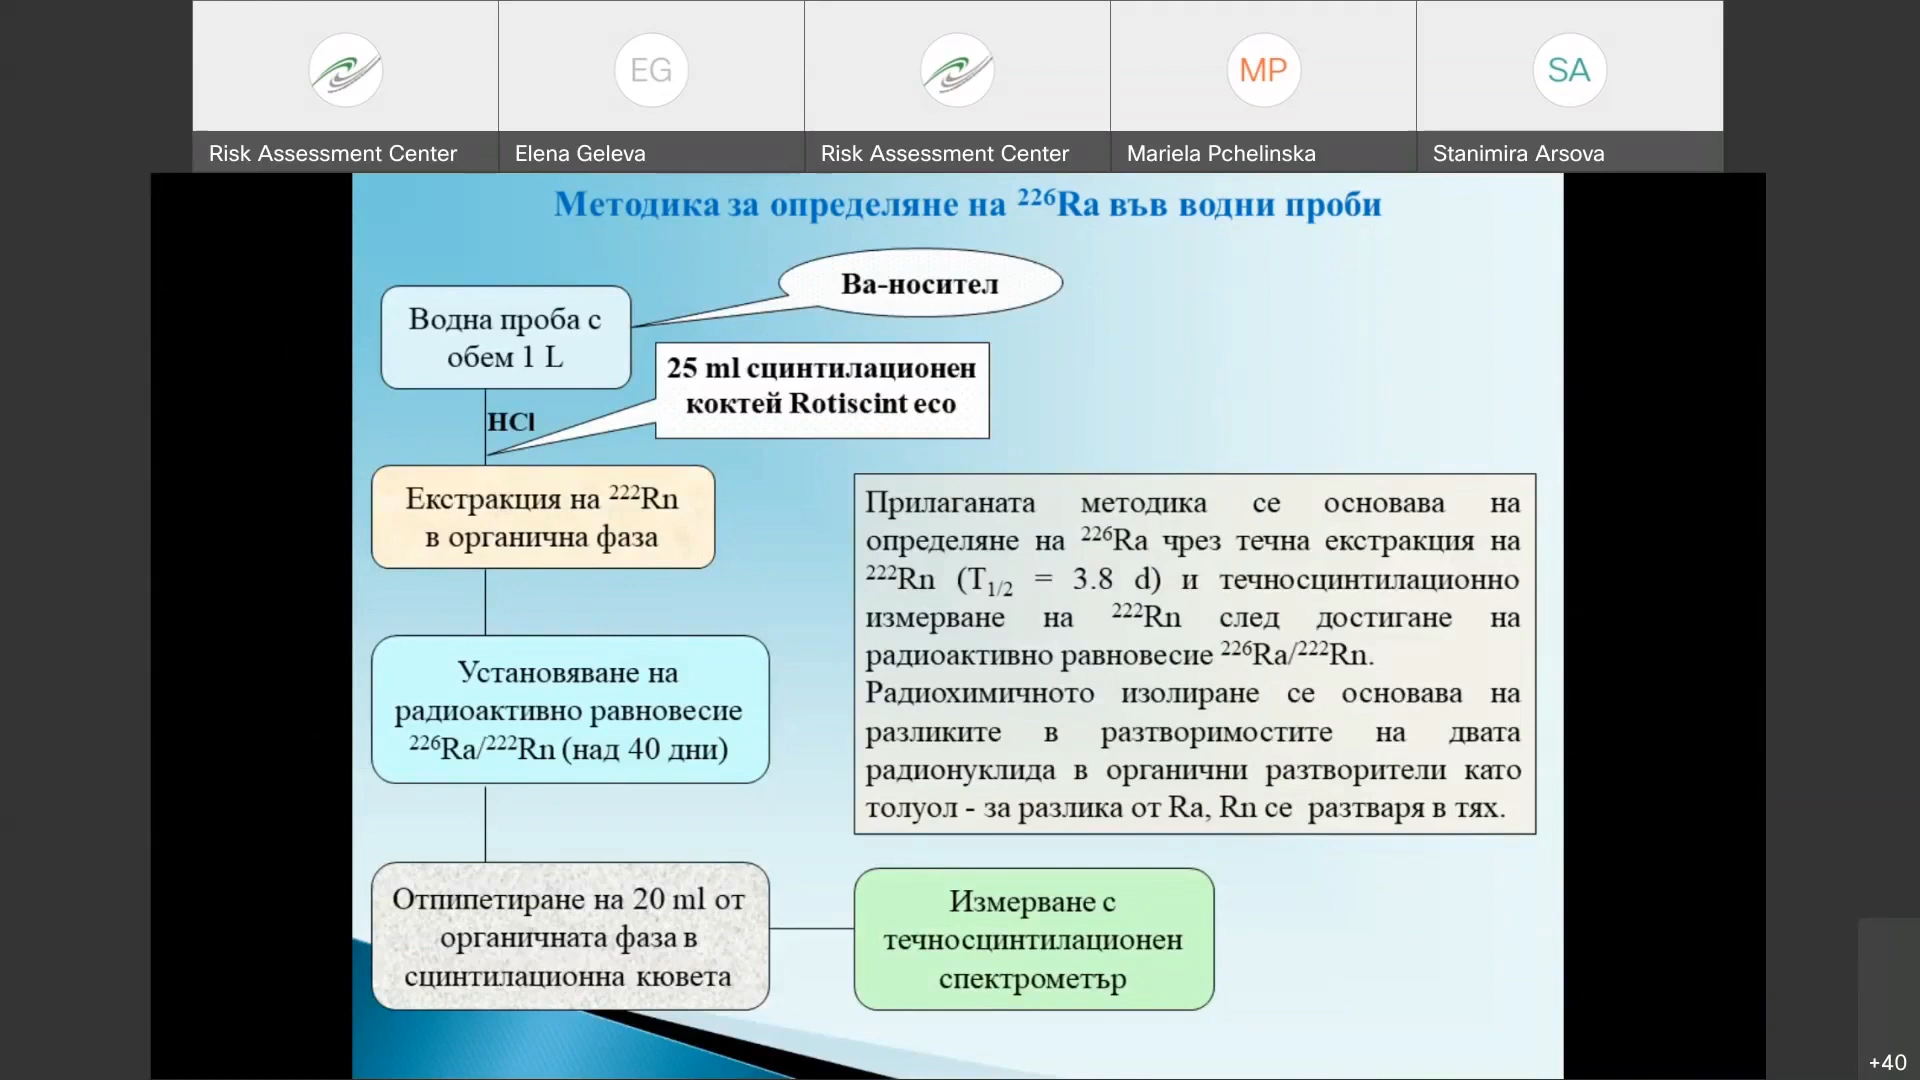 EG
MP
SA
Risk Assessment Center
Elena Geleva
Risk Assessment Center
Mariela Pchelinska
Stanimira Arsova
Методика за определяне на ²²⁶Ra във водни проби
Ва-носител
Водна проба с
обем 1 L
25 ml сцинтилационен
коктей Rotiscint eco
HCl
Екстракция на ²²²Rn
в органична фаза
Прилаганата методика се основава на
определяне на ²²⁶Ra чрез течна екстракция на
²²²Rn (T₁/₂ = 3.8 d) и течносцинтилационно
измерване на ²²²Rn след достигане на
радиоактивно равновесие ²²⁶Ra/²²²Rn.
Радиохимичното изолиране се основава на
разликите в разтворимостите на двата
радионуклида в органични разтворители като
толуол - за разлика от Ra, Rn се разтваря в тях.
Установяване на
радиоактивно равновесие
²²⁶Ra/²²²Rn (над 40 дни)
Отпипетиране на 20 ml от
органичната фаза в
сцинтилационна кювета
Измерване с
течносцинтилационен
спектрометър
+40